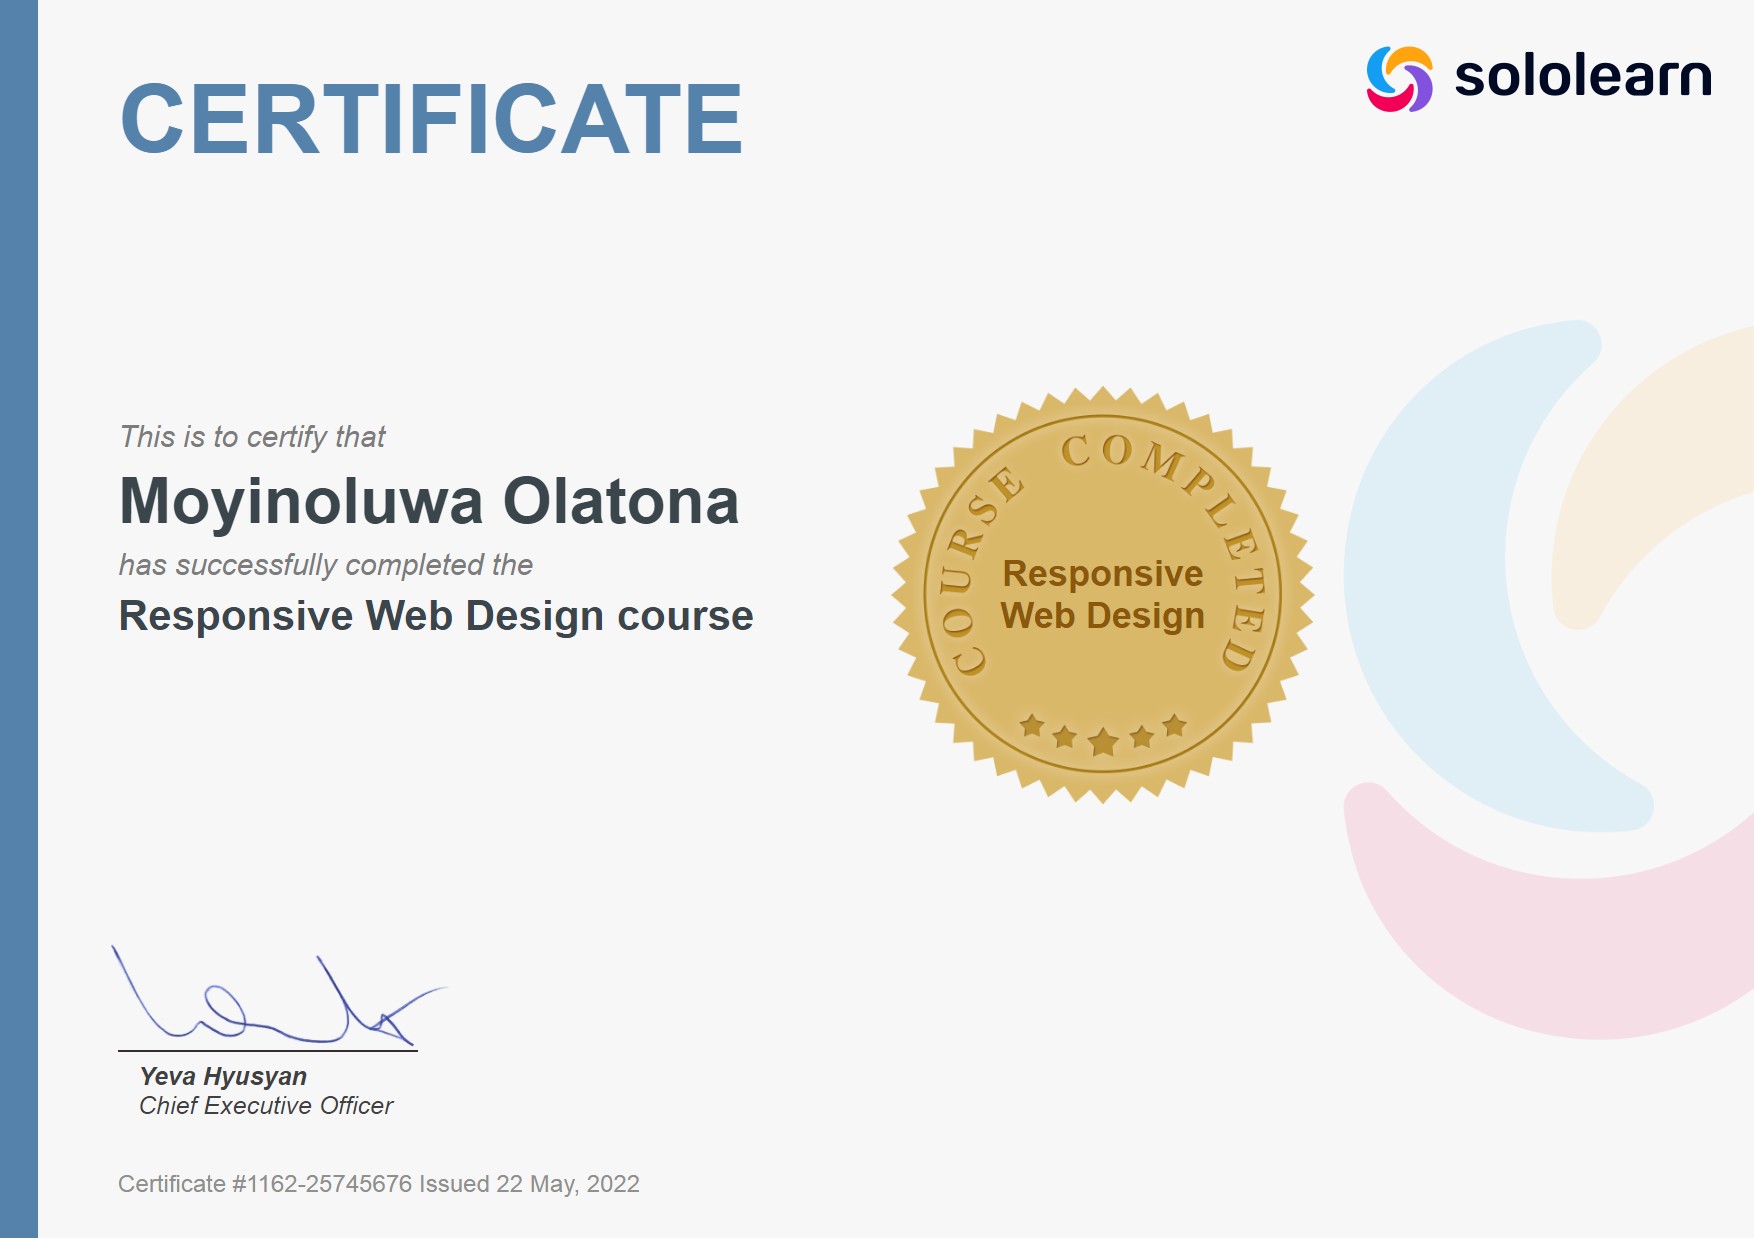 CERTIFICATE
sololearn
This is to certify that
Moyinoluwa Olatona
has successfully completed the
Responsive Web Design course
COURSE COMPLETED
Responsive
Web Design
Yeva Hyusyan
Chief Executive Officer
Certificate #1162-25745676 Issued 22 May, 2022